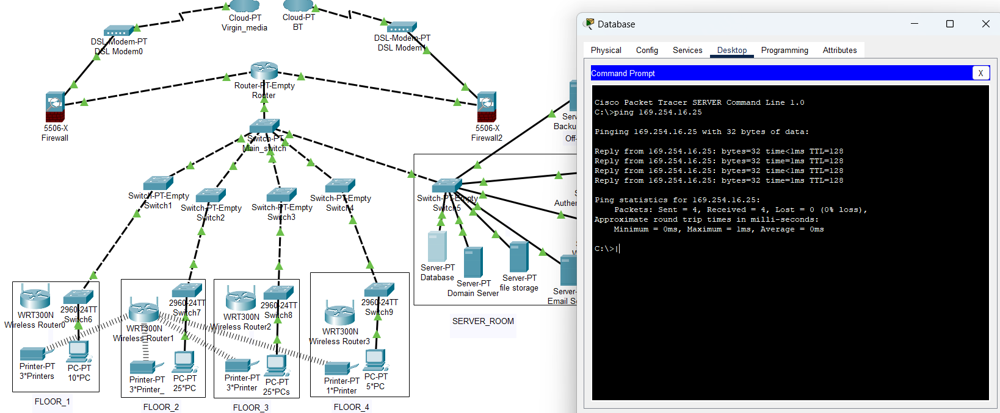 Cloud-PT
Virgin_media
Cloud-PT
BT
DSL-Modem-PT
DSL Modem0
DSL-Modem-PT
DSL Modem1
Router-PT-Empty
Router
5506-X
Firewall
5506-X
Firewall2
Switch-PT
Main_switch
Switch-PT-Empty
Switch1
Switch-PT-Empty
Switch2
Switch-PT-Empty
Switch3
Switch-PT-Empty
Switch4
Switch-PT-Empty
Switch5
Serv
Backu
Off-
S
Authen
S
W
Server-PT
Database
Server-PT
Domain Server
Server-PT
file storage
Server-
Email Se
SERVER_ROOM
WRT300N
Wireless Router0
2960-24TT
Switch6
Printer-PT
3*Printers
PC-PT
10*PC
FLOOR_1
WRT300N
Wireless Router1
2960-24TT
Switch7
Printer-PT
3*Printer_
PC-PT
25*PC
FLOOR_2
WRT300N
Wireless Router2
2960-24TT
Switch8
Printer-PT
3*Printer
PC-PT
25*PCs
FLOOR_3
WRT300N
Wireless Router3
2960-24TT
Switch9
Printer-PT
1*Printer
PC-PT
5*PC
FLOOR_4
Database
Physical Config Services Desktop Programming Attributes
Command Prompt X
Cisco Packet Tracer SERVER Command Line 1.0
C:\>ping 169.254.16.25
Pinging 169.254.16.25 with 32 bytes of data:
Reply from 169.254.16.25: bytes=32 time<1ms TTL=128
Reply from 169.254.16.25: bytes=32 time=1ms TTL=128
Reply from 169.254.16.25: bytes=32 time<1ms TTL=128
Reply from 169.254.16.25: bytes=32 time=1ms TTL=128
Ping statistics for 169.254.16.25:
Packets: Sent = 4, Received = 4, Lost = 0 (0% loss),
Approximate round trip times in milli-seconds:
Minimum = 0ms, Maximum = 1ms, Average = 0ms
C:\>